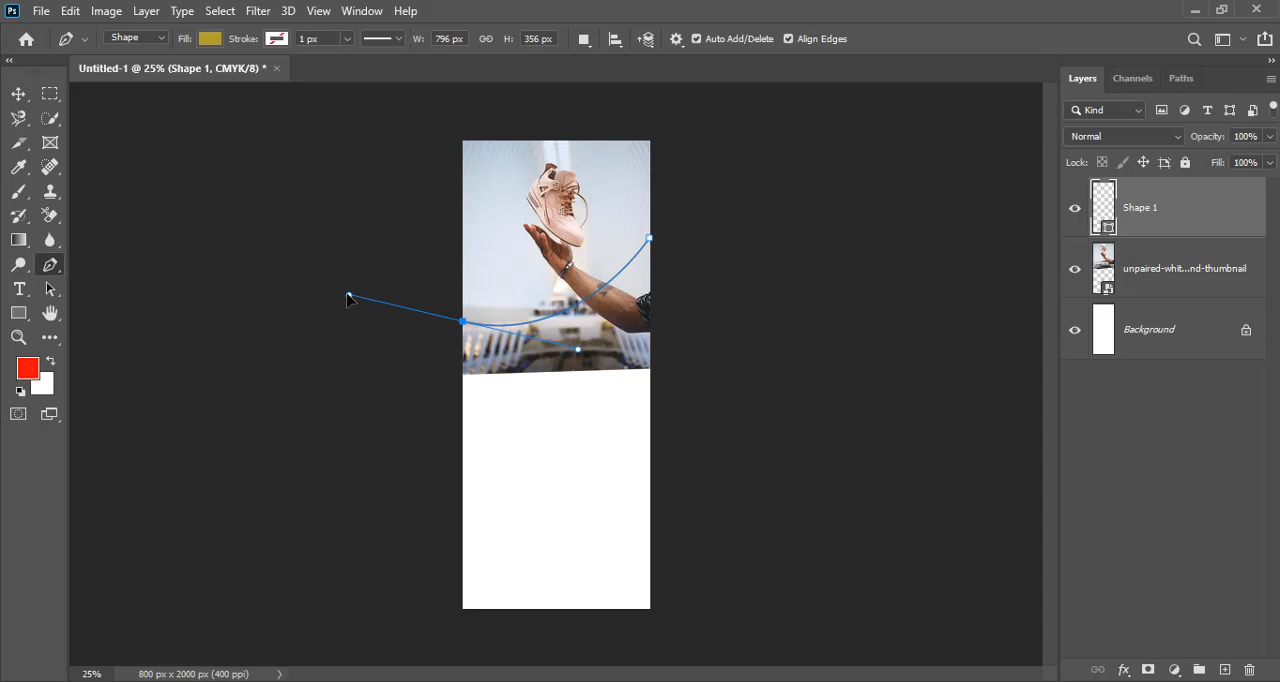 Ps File Edit Image Layer Type Select Filter 3D View Window Help
Shape Fill: Stroke: 1 px W: 796 px H: 356 px Auto Add/Delete Align Edges
Untitled-1 @ 25% (Shape 1, CMYK/8) * ×
Layers Channels Paths
Kind
Normal Opacity: 100%
Lock: Fill: 100%
Shape 1
unpaired-whit...nd-thumbnail
Background
25% 800 px x 2000 px (400 ppi)